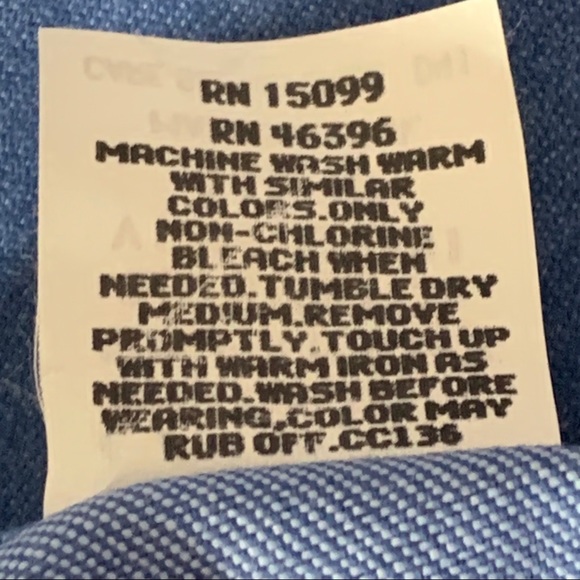 RN 15099
RN 46396
MACHINE WASH WARM
WITH SIMILAR
COLORS.ONLY
NON-CHLORINE
BLEACH WHEN
NEEDED.TUMBLE DRY
MEDIUM.REMOVE
PROMPTLY.TOUCH UP
WITH WARM IRON AS
NEEDED.WASH BEFORE
WEARING,COLOR MAY
RUB OFF.CC136